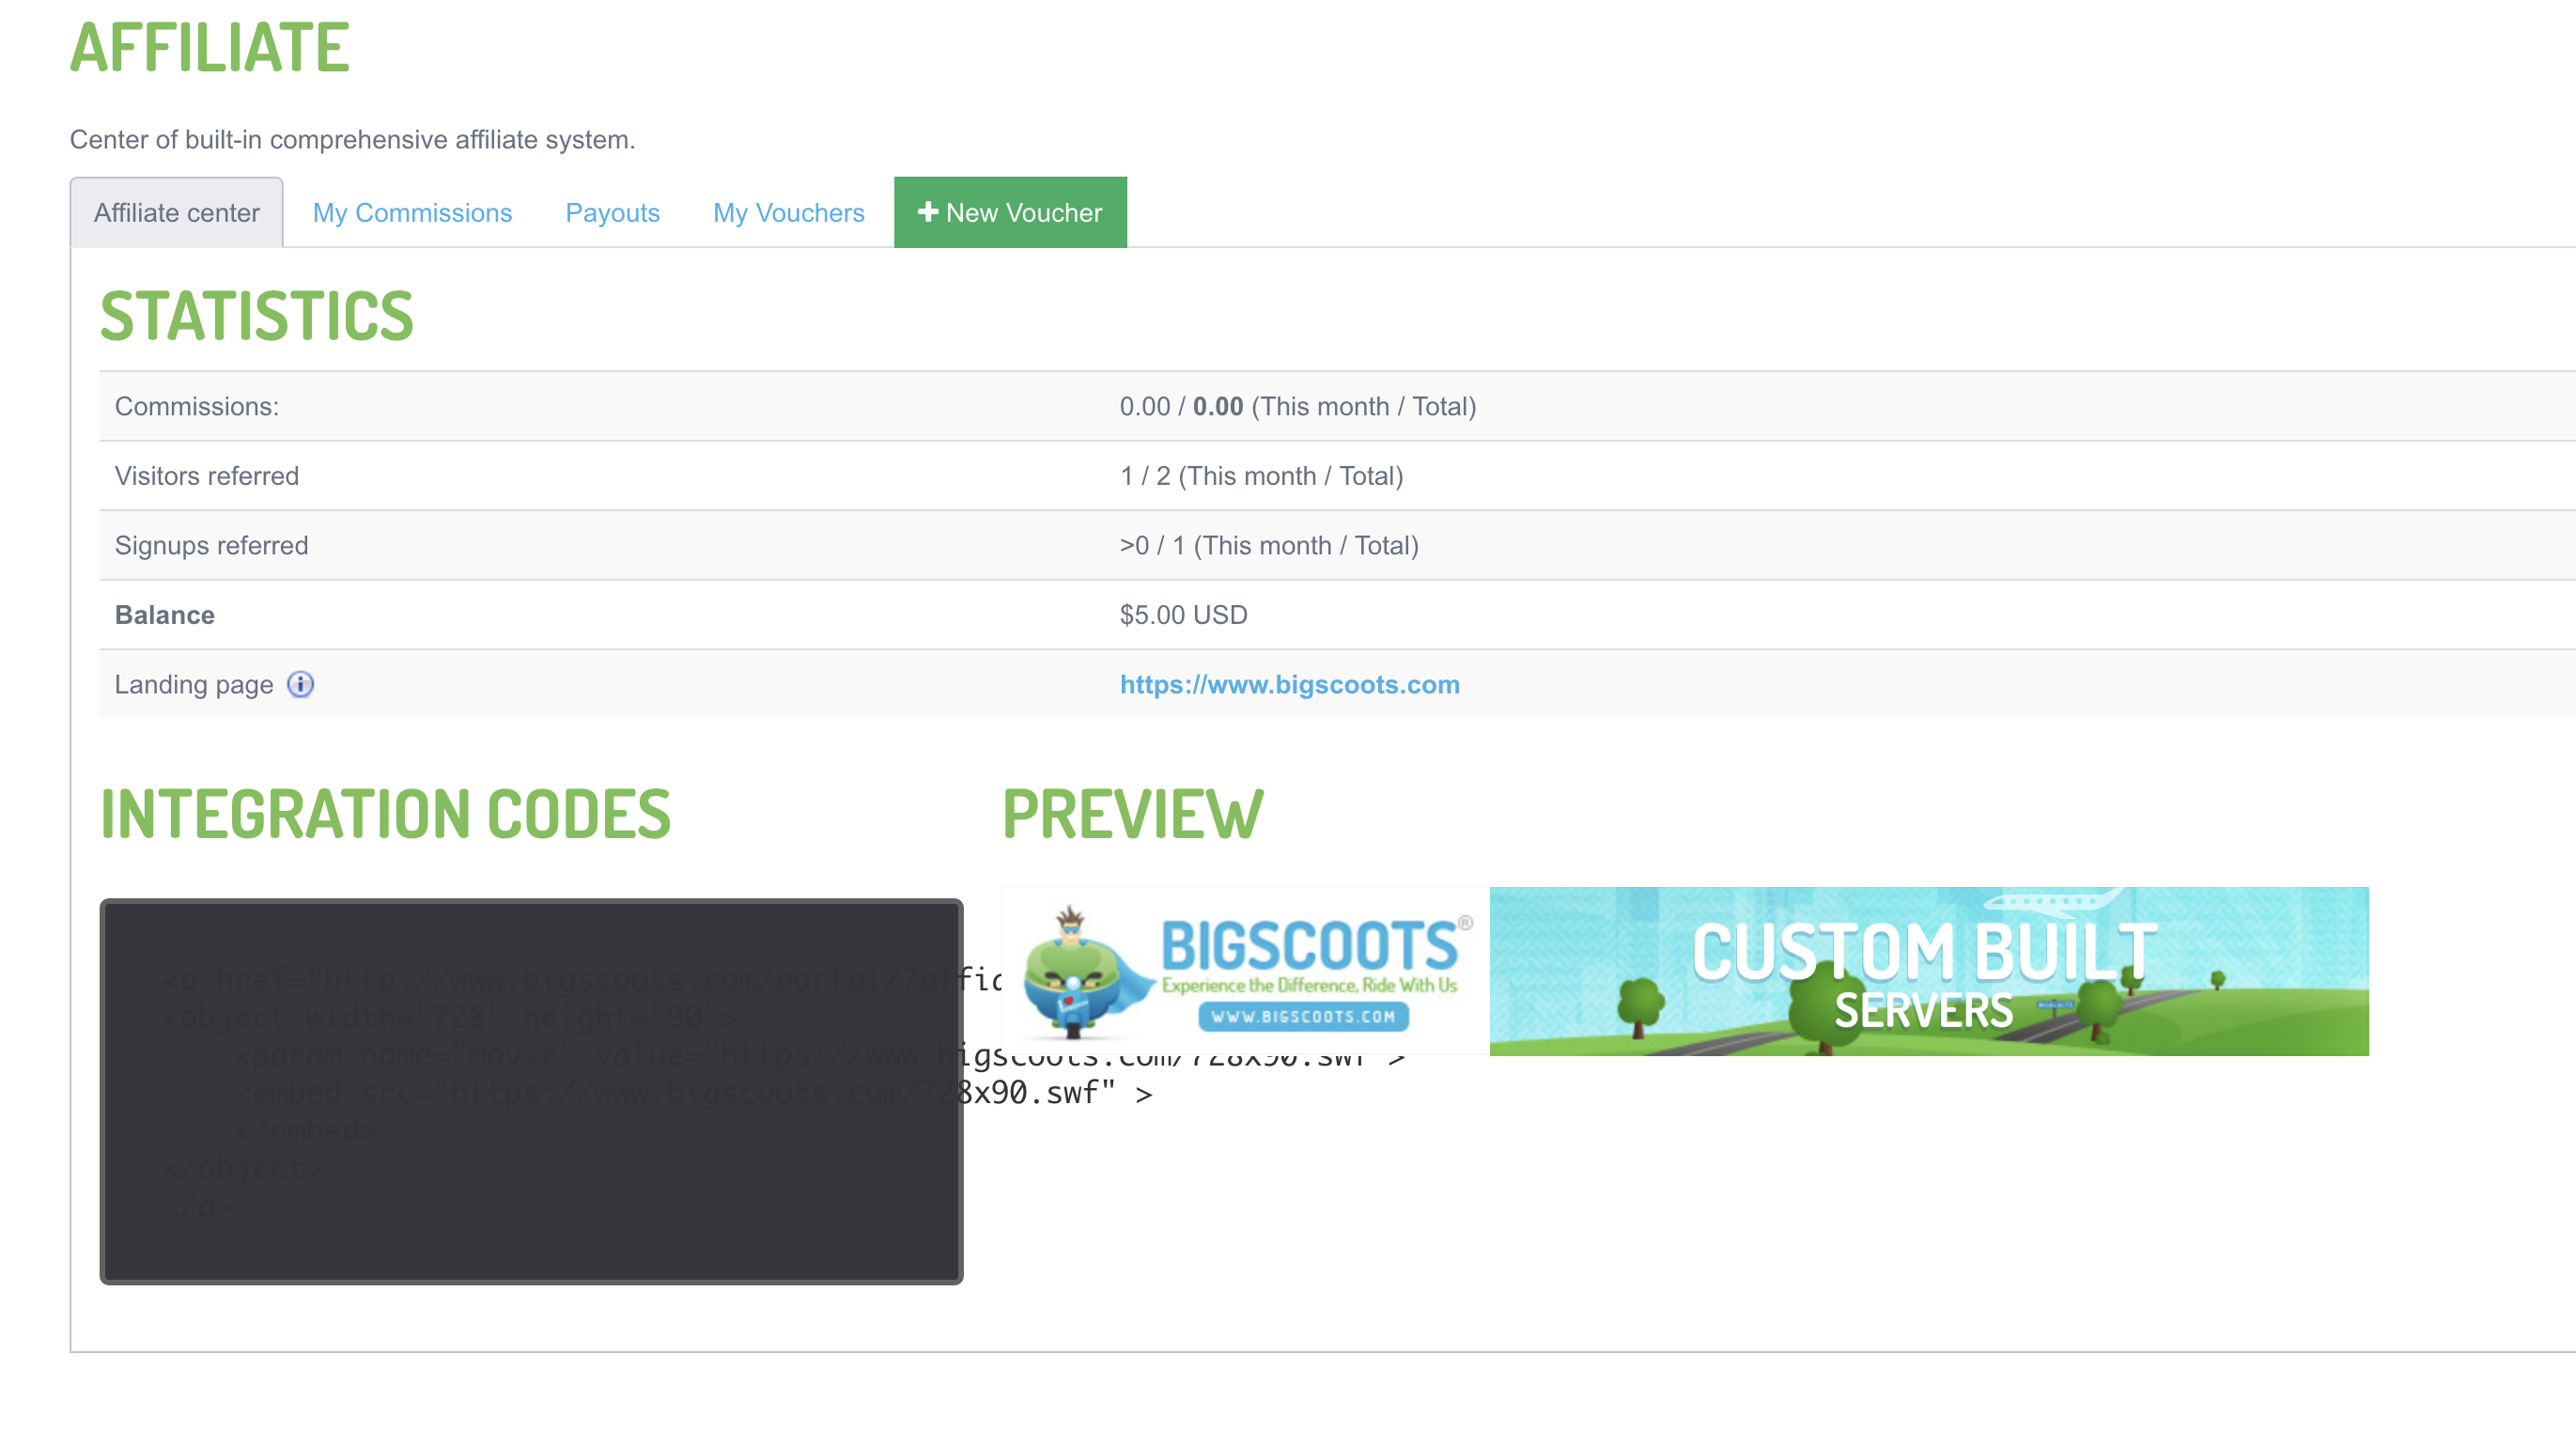 AFFILIATE
Center of built-in comprehensive affiliate system.
Affiliate center My Commissions Payouts My Vouchers New Voucher
STATISTICS
Commissions: 0.00 / 0.00 (This month / Total)
Visitors referred 1 / 2 (This month / Total)
Signups referred >0 / 1 (This month / Total)
Balance $5.00 USD
Landing page https://www.bigscoots.com
INTEGRATION CODES
PREVIEW
<a href="http://www.bigscoots.com/portal/?affid
<object width="728" height="90">
<param name="movie" value="https://www.bigscoots.com/728x90.swf">
<embed src="https://www.bigscoots.com/728x90.swf" >
</embed>
</object>
</a>
BIGSCOOTS®
Experience the Difference, Ride With Us
WWW.BIGSCOOTS.COM
CUSTOM BUILT
SERVERS